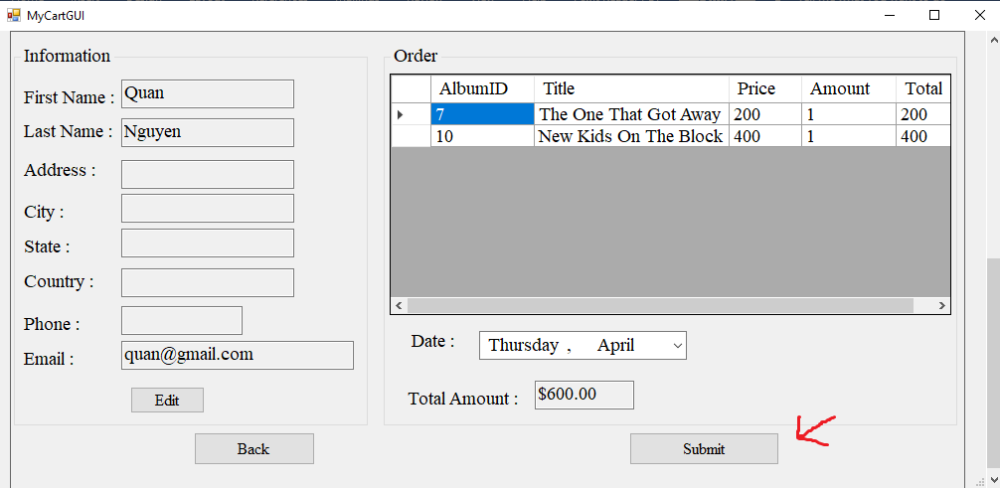 MyCartGUI
Information
First Name : Quan
Last Name : Nguyen
Address :
City :
State :
Country :
Phone :
Email : quan@gmail.com
Edit
Back
Order
AlbumID Title Price Amount Total
7 The One That Got Away 200 1 200
10 New Kids On The Block 400 1 400
Date : Thursday , April
Total Amount : $600.00
Submit